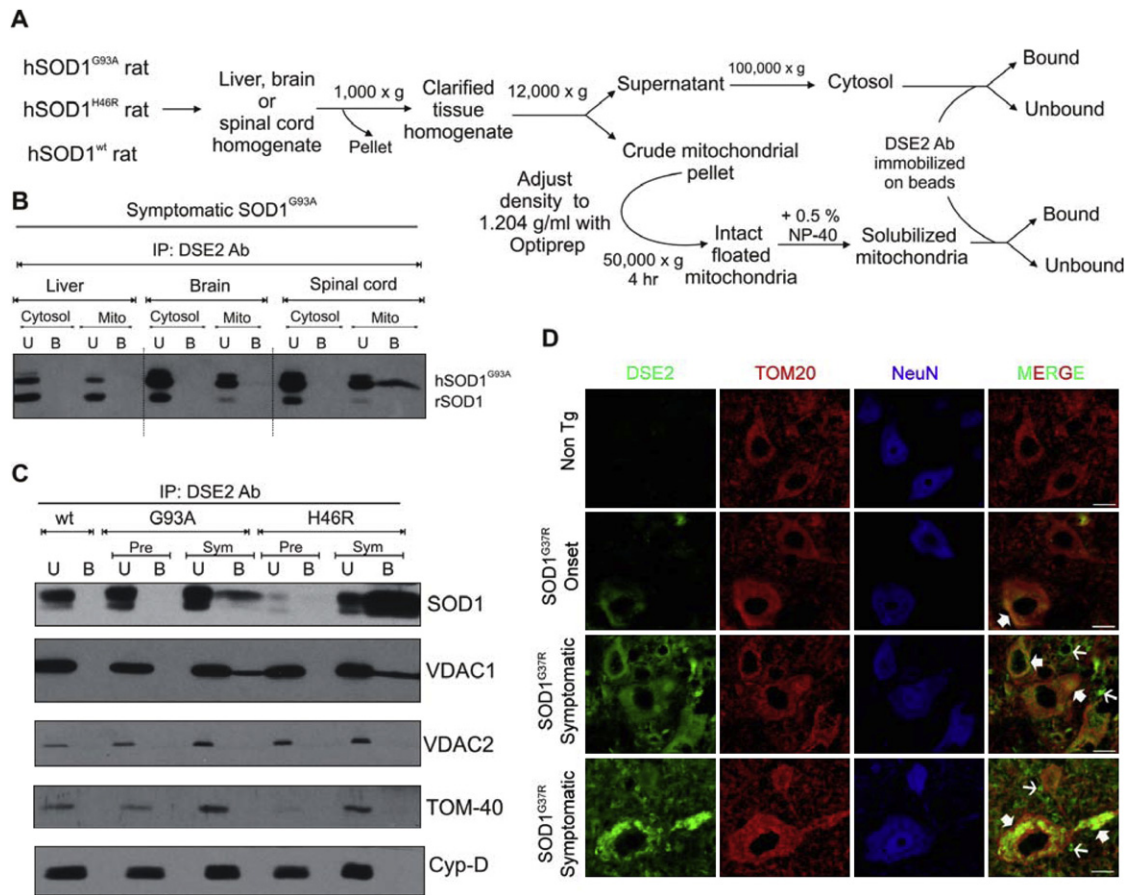 A
hSOD1G93A rat
hSOD1H46R rat
hSOD1wt rat
Liver, brain
or
spinal cord
homogenate
1,000 x g
Pellet
Clarified
tissue
homogenate
12,000 x g
Supernatant
100,000 x g
Cytosol
Bound
Unbound
DSE2 Ab
immobilized
on beads
Crude mitochondrial
pellet
Adjust
density to
1.204 g/ml with
Optiprep
50,000 x g
4 hr
Intact
floated
mitochondria
+ 0.5 %
NP-40
Solubilized
mitochondria
Bound
Unbound
B
Symptomatic SOD1G93A
IP: DSE2 Ab
Liver Brain Spinal cord
Cytosol Mito Cytosol Mito Cytosol Mito
U B U B U B U B U B U B
hSOD1G93A
rSOD1
C
IP: DSE2 Ab
wt G93A H46R
Pre Sym Pre Sym
U B U B U B U B U B
SOD1
VDAC1
VDAC2
TOM-40
Cyp-D
D
DSE2 TOM20 NeuN MERGE
Non Tg
SOD1G37R
Onset
SOD1G37R
Symptomatic
SOD1G37R
Symptomatic